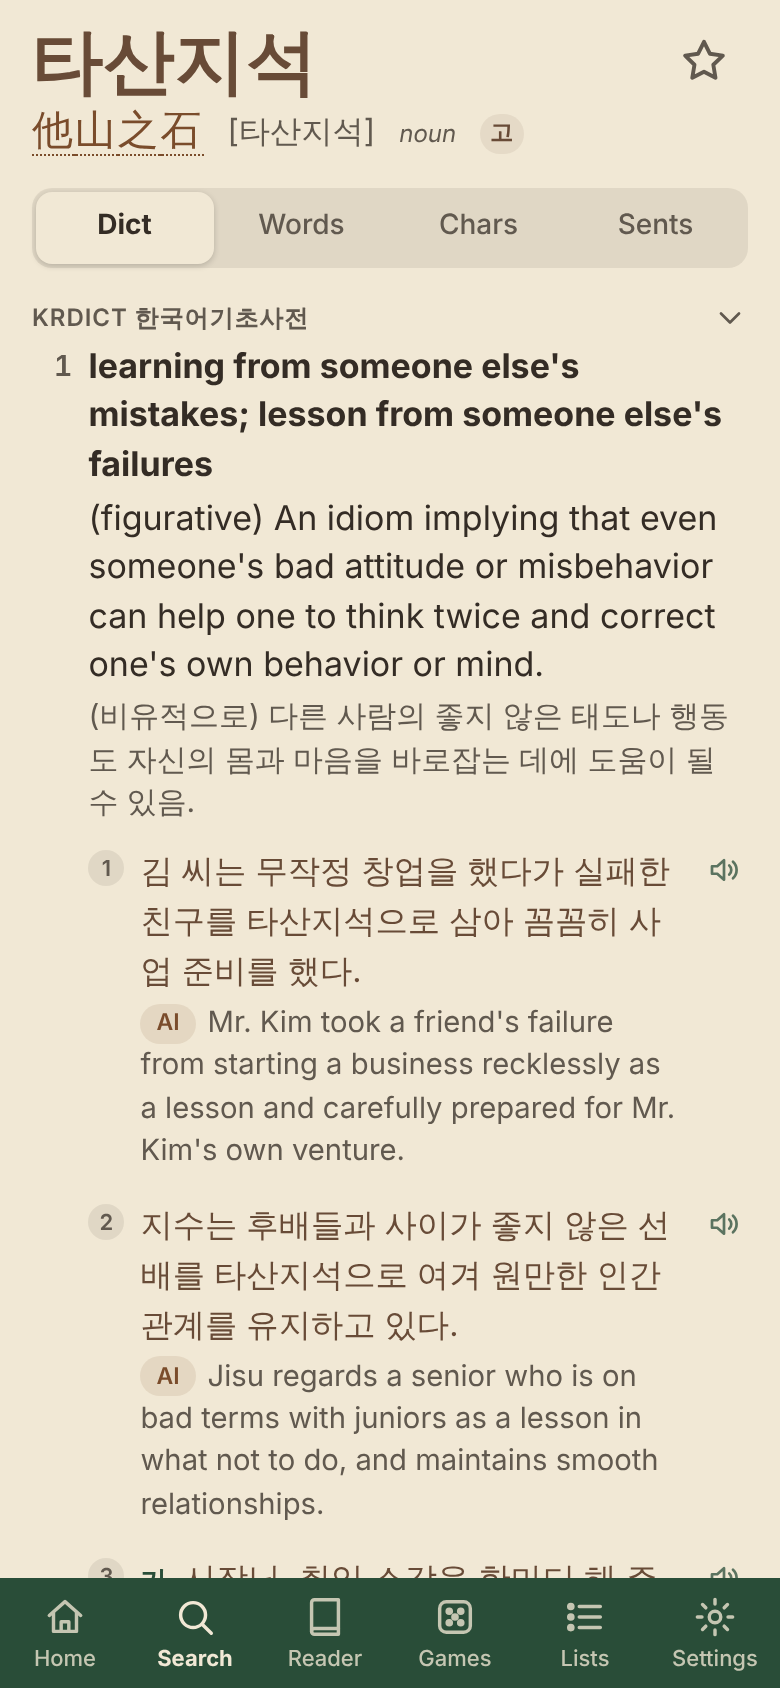 타산지석
他山之石 [타산지석] noun 고
Dict Words Chars Sents
KRDICT 한국어기초사전
1 learning from someone else's
mistakes; lesson from someone else's
failures
(figurative) An idiom implying that even
someone's bad attitude or misbehavior
can help one to think twice and correct
one's own behavior or mind.
(비유적으로) 다른 사람의 좋지 않은 태도나 행동
도 자신의 몸과 마음을 바로잡는 데에 도움이 될
수 있음.
1 김 씨는 무작정 창업을 했다가 실패한
친구를 타산지석으로 삼아 꼼꼼히 사
업 준비를 했다.
AI Mr. Kim took a friend's failure
from starting a business recklessly as
a lesson and carefully prepared for Mr.
Kim's own venture.
2 지수는 후배들과 사이가 좋지 않은 선
배를 타산지석으로 여겨 원만한 인간
관계를 유지하고 있다.
AI Jisu regards a senior who is on
bad terms with juniors as a lesson in
what not to do, and maintains smooth
relationships.
3
Home Search Reader Games Lists Settings